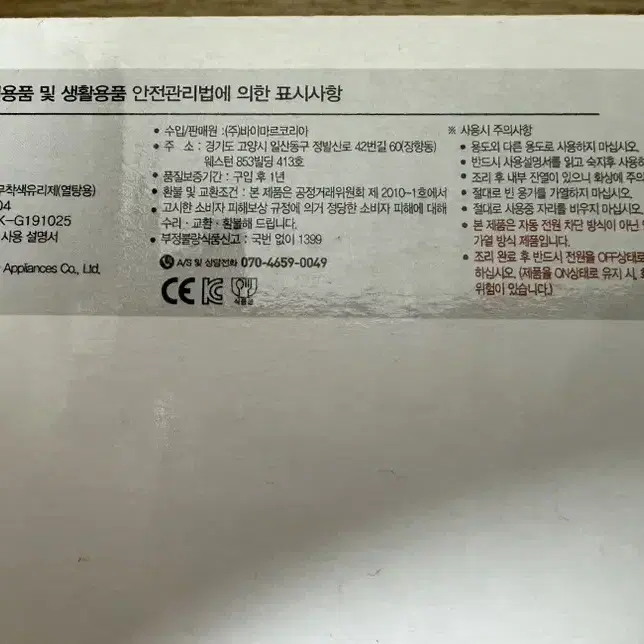 용품 및 생활용품 안전관리법에 의한 표시사항
무착색유리제(열탕용)
04
K-G191025
사용 설명서
Appliances Co., Ltd.
• 수입/판매원 : (주)바이마르코리아
• 주 소 : 경기도 고양시 일산동구 정발산로 42번길 60(장항동)
웨스턴 853빌딩 413호
• 품질보증기간 : 구입 후 1년
• 환불 및 교환조건 : 본 제품은 공정거래위원회 제 2010-1호에서
고시한 소비자 피해보상 규정에 의거 정당한 소비자 피해에 대해
수리 · 교환 · 환불해 드립니다.
• 부정불량식품신고 : 국번 없이 1399
A/S 및 상담전화 070-4659-0049
CE
식품용
※ 사용시 주의사항
• 용도외 다른 용도로 사용하지 마십시오.
• 반드시 사용설명서를 읽고 숙지후 사용하
• 조리 후 내부 잔열이 있으니 화상에 주의
• 절대로 빈 용기를 가열하지 마십시오.
• 절대로 사용중 자리를 비우지 마십시오.
• 본 제품은 자동 전원 차단 방식이 아닌
가열 방식 제품입니다.
• 조리 완료 후 반드시 전원을 OFF상태로
하십시오. (제품을 ON상태로 유지 시,
위험이 있습니다.)